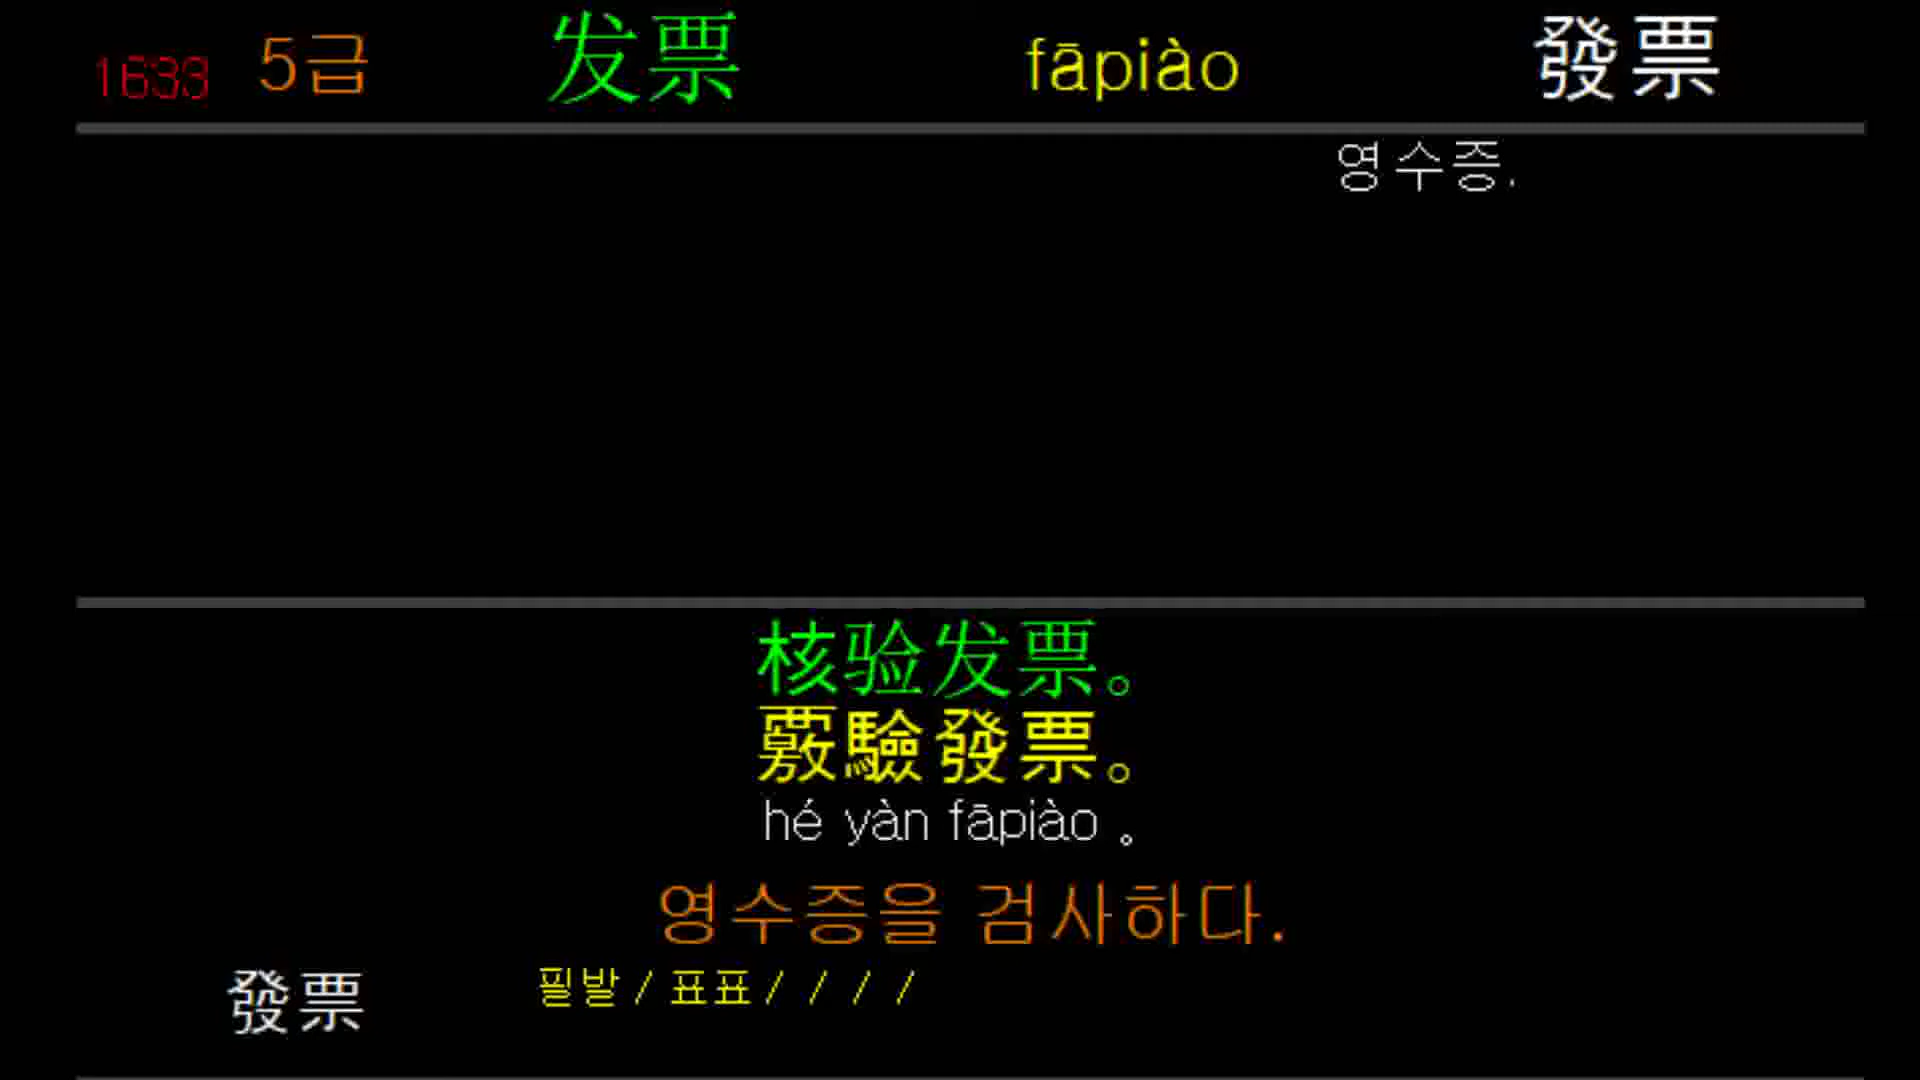 1633 5급 发票 fāpiào 發票
영수증.
核验发票。
覈驗發票。
hé yàn fāpiào 。
영수증을 검사하다.
發票 필발/표표/ / / /